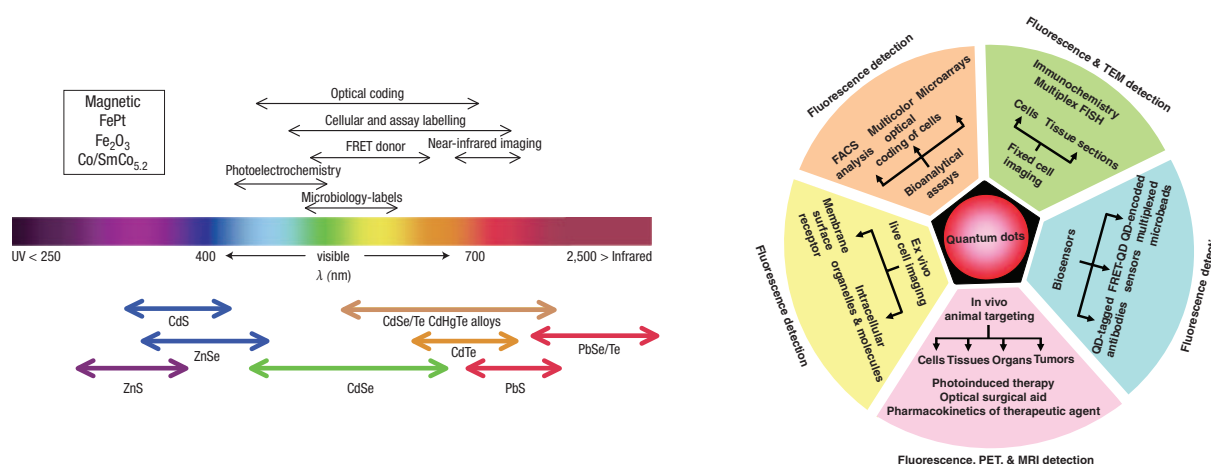 Magnetic
FePt
Fe₂O₃
Co/SmCo₅.₂
Optical coding
Cellular and assay labelling
FRET donor
Near-infrared imaging
Photoelectrochemistry
Microbiology-labels
UV < 250
400
visible
700
2,500 > Infrared
λ (nm)
CdS
CdSe/Te CdHgTe alloys
ZnSe
CdTe
PbSe/Te
ZnS
CdSe
PbS
Fluorescence detection
FACS
analysis
Multicolor
optical
coding of cells
Microarrays
Bioanalytical
assays
Fluorescence & TEM detection
Immunochemistry
Multiplex FISH
Cells
Tissue sections
Fixed cell
imaging
Quantum dots
Fluorescence detection
Membrane
surface
receptor
Ex vivo
live cell imaging
Intracellular
organelles & molecules
Biosensors
QD-encoded
multiplexed
microbeads
FRET-QD
sensors
QD-tagged
antibodies
Fluorescence detect
In vivo
animal targeting
Cells Tissues Organs Tumors
Photoinduced therapy
Optical surgical aid
Pharmacokinetics of therapeutic agent
Fluorescence, PET, & MRI detection